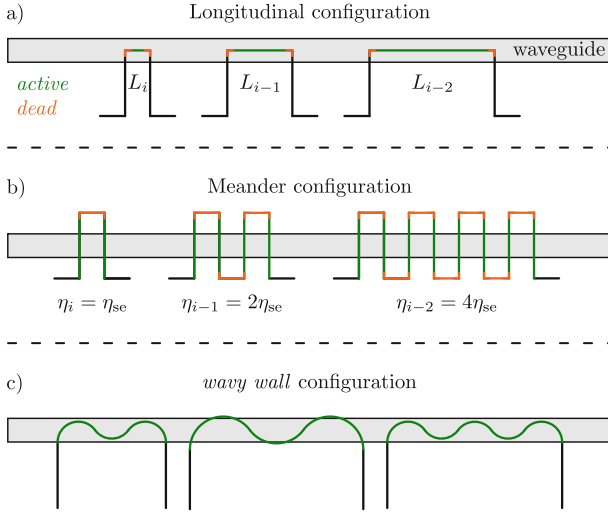 a) Longitudinal configuration
waveguide
active
dead
L_i L_{i−1} L_{i−2}
b) Meander configuration
η_i = η_se η_{i−1} = 2η_se η_{i−2} = 4η_se
c) wavy wall configuration